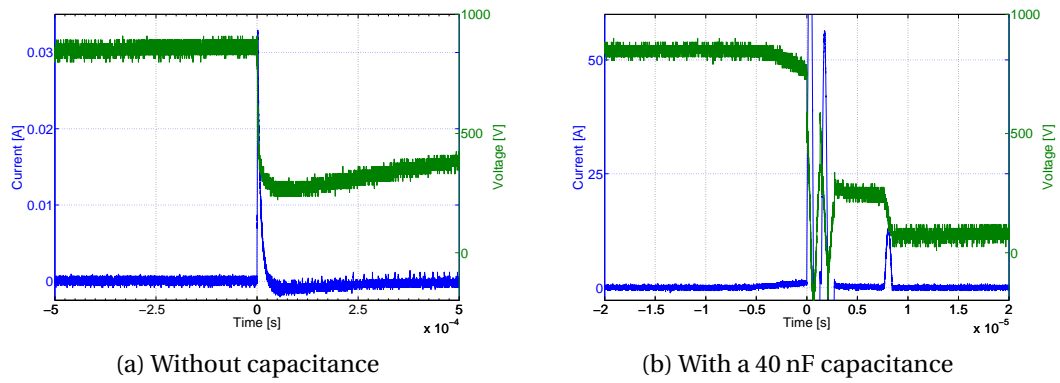 1000
500
0
0.03
0.02
0.01
0
Current [A]
Voltage [V]
−5 −2.5 0 2.5 5
Time [s]
x 10⁻⁴
1000
500
0
50
25
0
Current [A]
Voltage [V]
−2 −1.5 −1 −0.5 0 0.5 1 1.5 2
Time [s]
x 10⁻⁵
(a) Without capacitance
(b) With a 40 nF capacitance